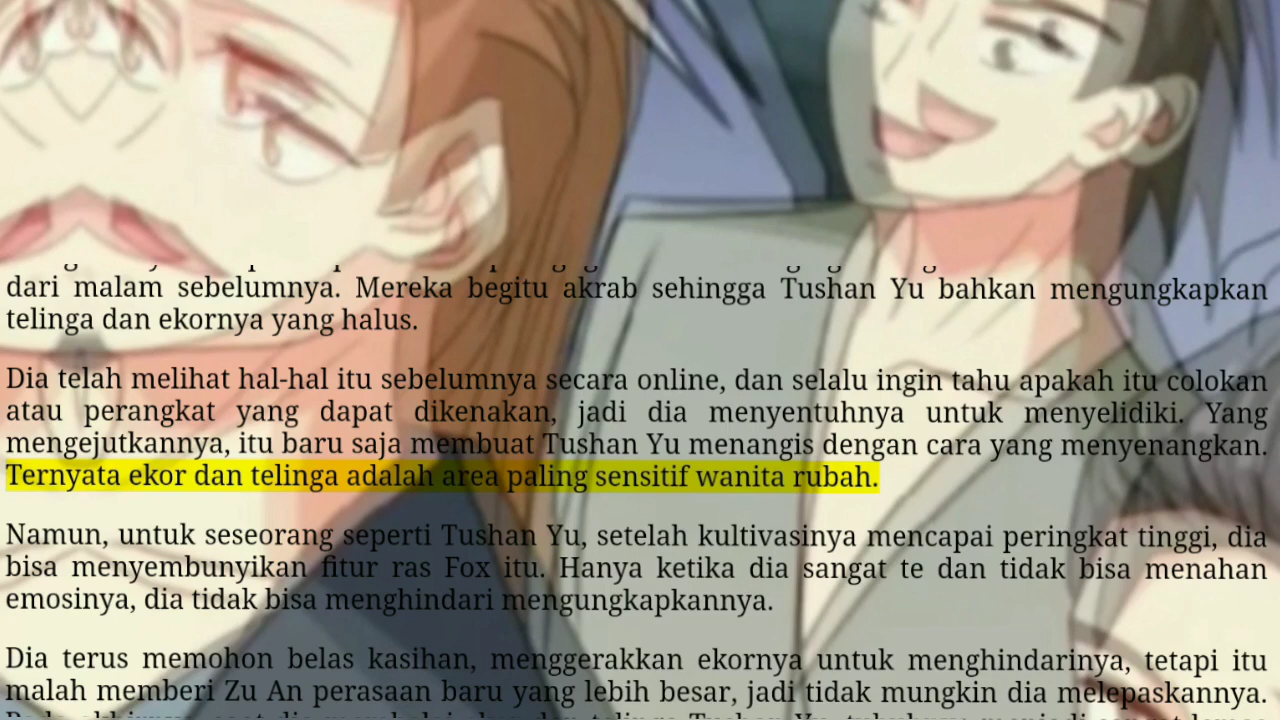 dari malam sebelumnya. Mereka begitu akrab sehingga Tushan Yu bahkan mengungkapkan
telinga dan ekornya yang halus.
Dia telah melihat hal-hal itu sebelumnya secara online, dan selalu ingin tahu apakah itu colokan
atau perangkat yang dapat dikenakan, jadi dia menyentuhnya untuk menyelidiki. Yang
mengejutkannya, itu baru saja membuat Tushan Yu menangis dengan cara yang menyenangkan.
Ternyata ekor dan telinga adalah area paling sensitif wanita rubah.
Namun, untuk seseorang seperti Tushan Yu, setelah kultivasinya mencapai peringkat tinggi, dia
bisa menyembunyikan fitur ras Fox itu. Hanya ketika dia sangat te dan tidak bisa menahan
emosinya, dia tidak bisa menghindari mengungkapkannya.
Dia terus memohon belas kasihan, menggerakkan ekornya untuk menghindarinya, tetapi itu
malah memberi Zu An perasaan baru yang lebih besar, jadi tidak mungkin dia melepaskannya.